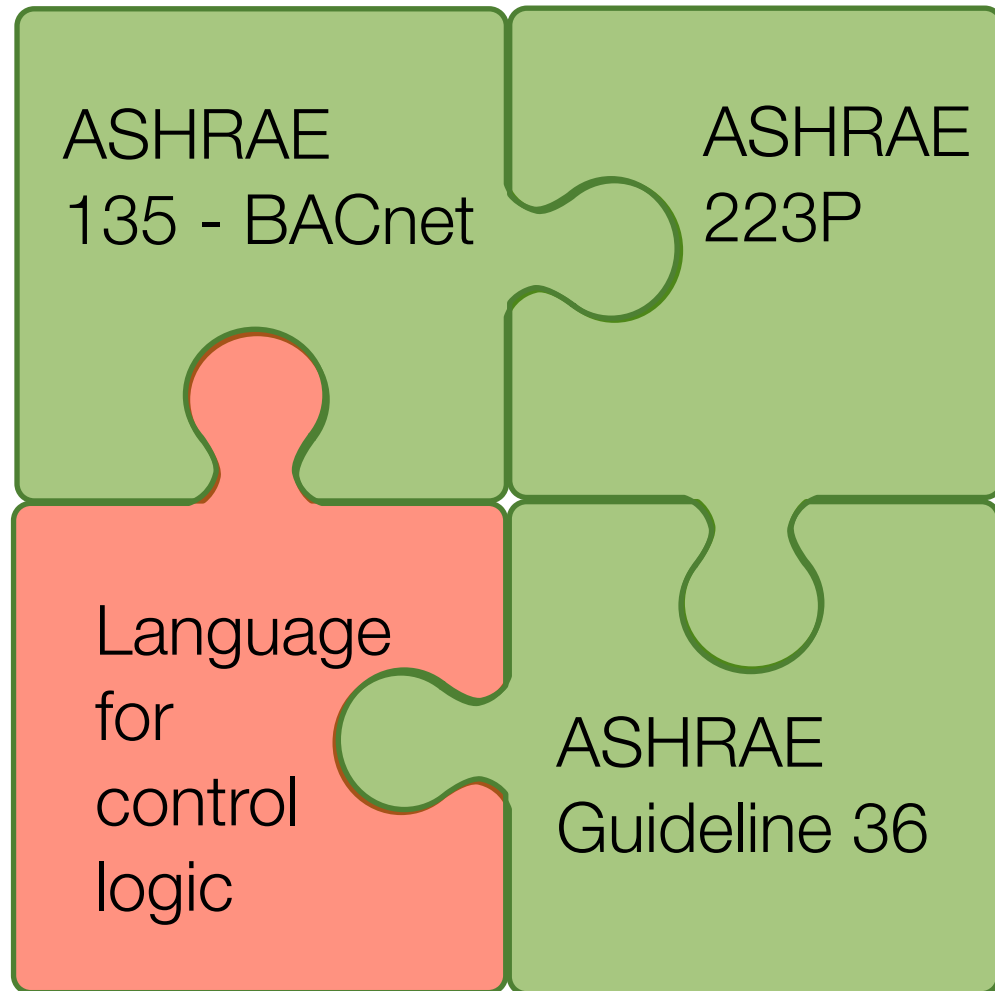 ASHRAE
135 - BACnet
ASHRAE
223P
Language
for
control
logic
ASHRAE
Guideline 36